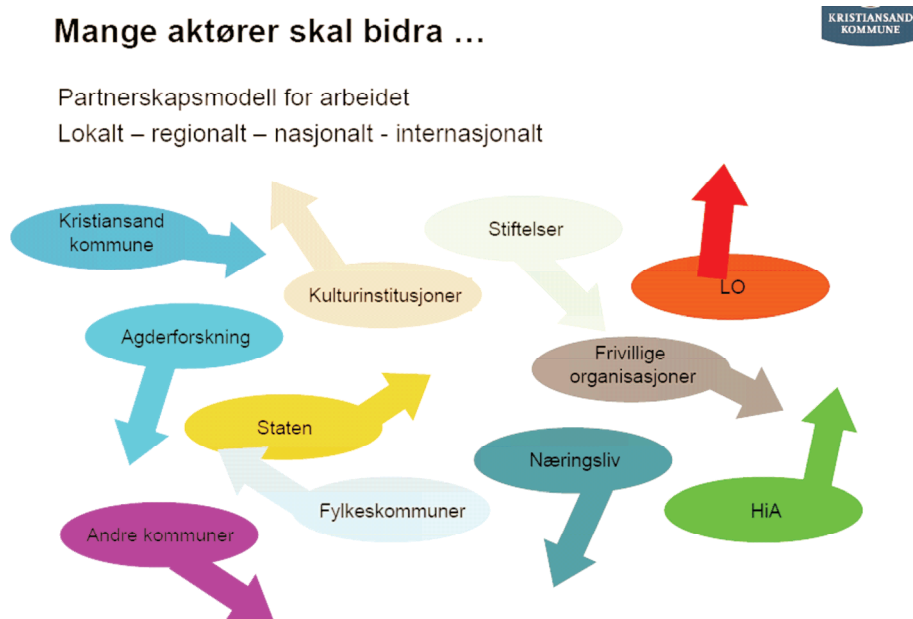 Mange aktører skal bidra ...
KRISTIANSAND
KOMMUNE
Partnerskapsmodell for arbeidet
Lokalt – regionalt – nasjonalt - internasjonalt
Kristiansand
kommune
Stiftelser
Kulturinstitusjoner
LO
Agderforskning
Frivillige
organisasjoner
Staten
Næringsliv
Fylkeskommuner
HiA
Andre kommuner